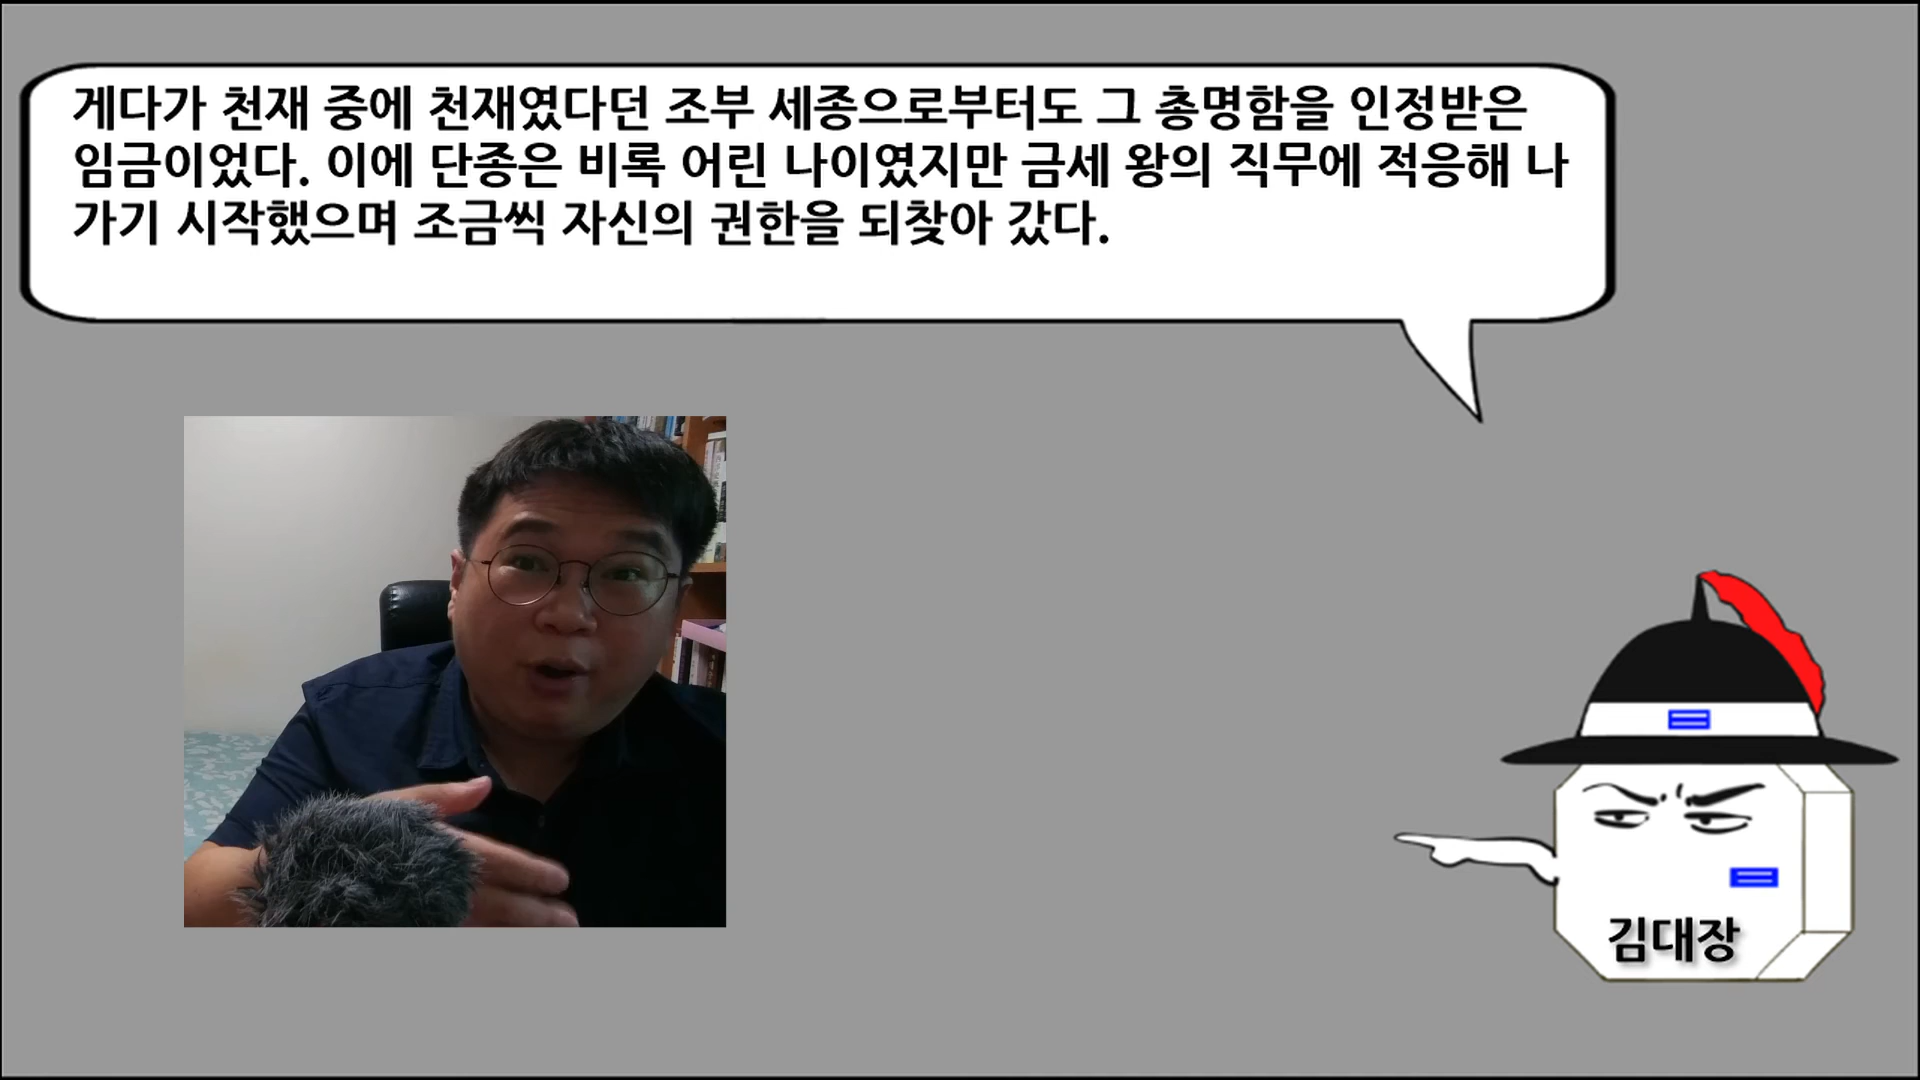 게다가 천재 중에 천재였다던 조부 세종으로부터도 그 총명함을 인정받은
임금이었다. 이에 단종은 비록 어린 나이였지만 금세 왕의 직무에 적응해 나
가기 시작했으며 조금씩 자신의 권한을 되찾아 갔다.
김대장